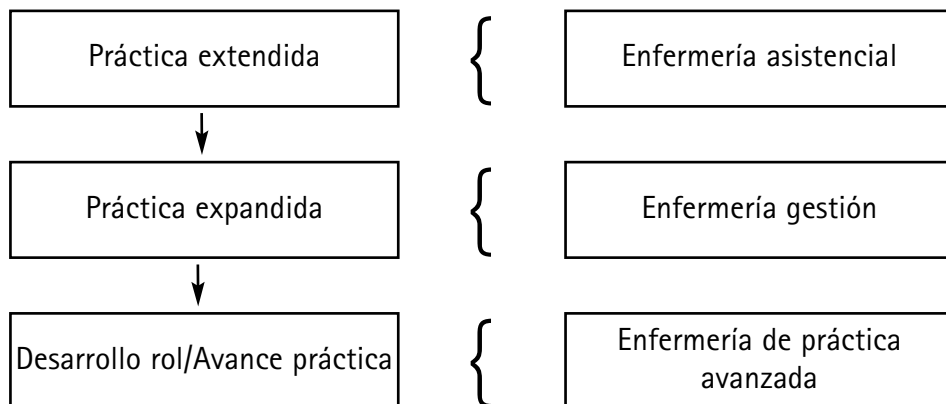 Práctica extendida
Enfermería asistencial
Práctica expandida
Enfermería gestión
Desarrollo rol/Avance práctica
Enfermería de práctica
avanzada